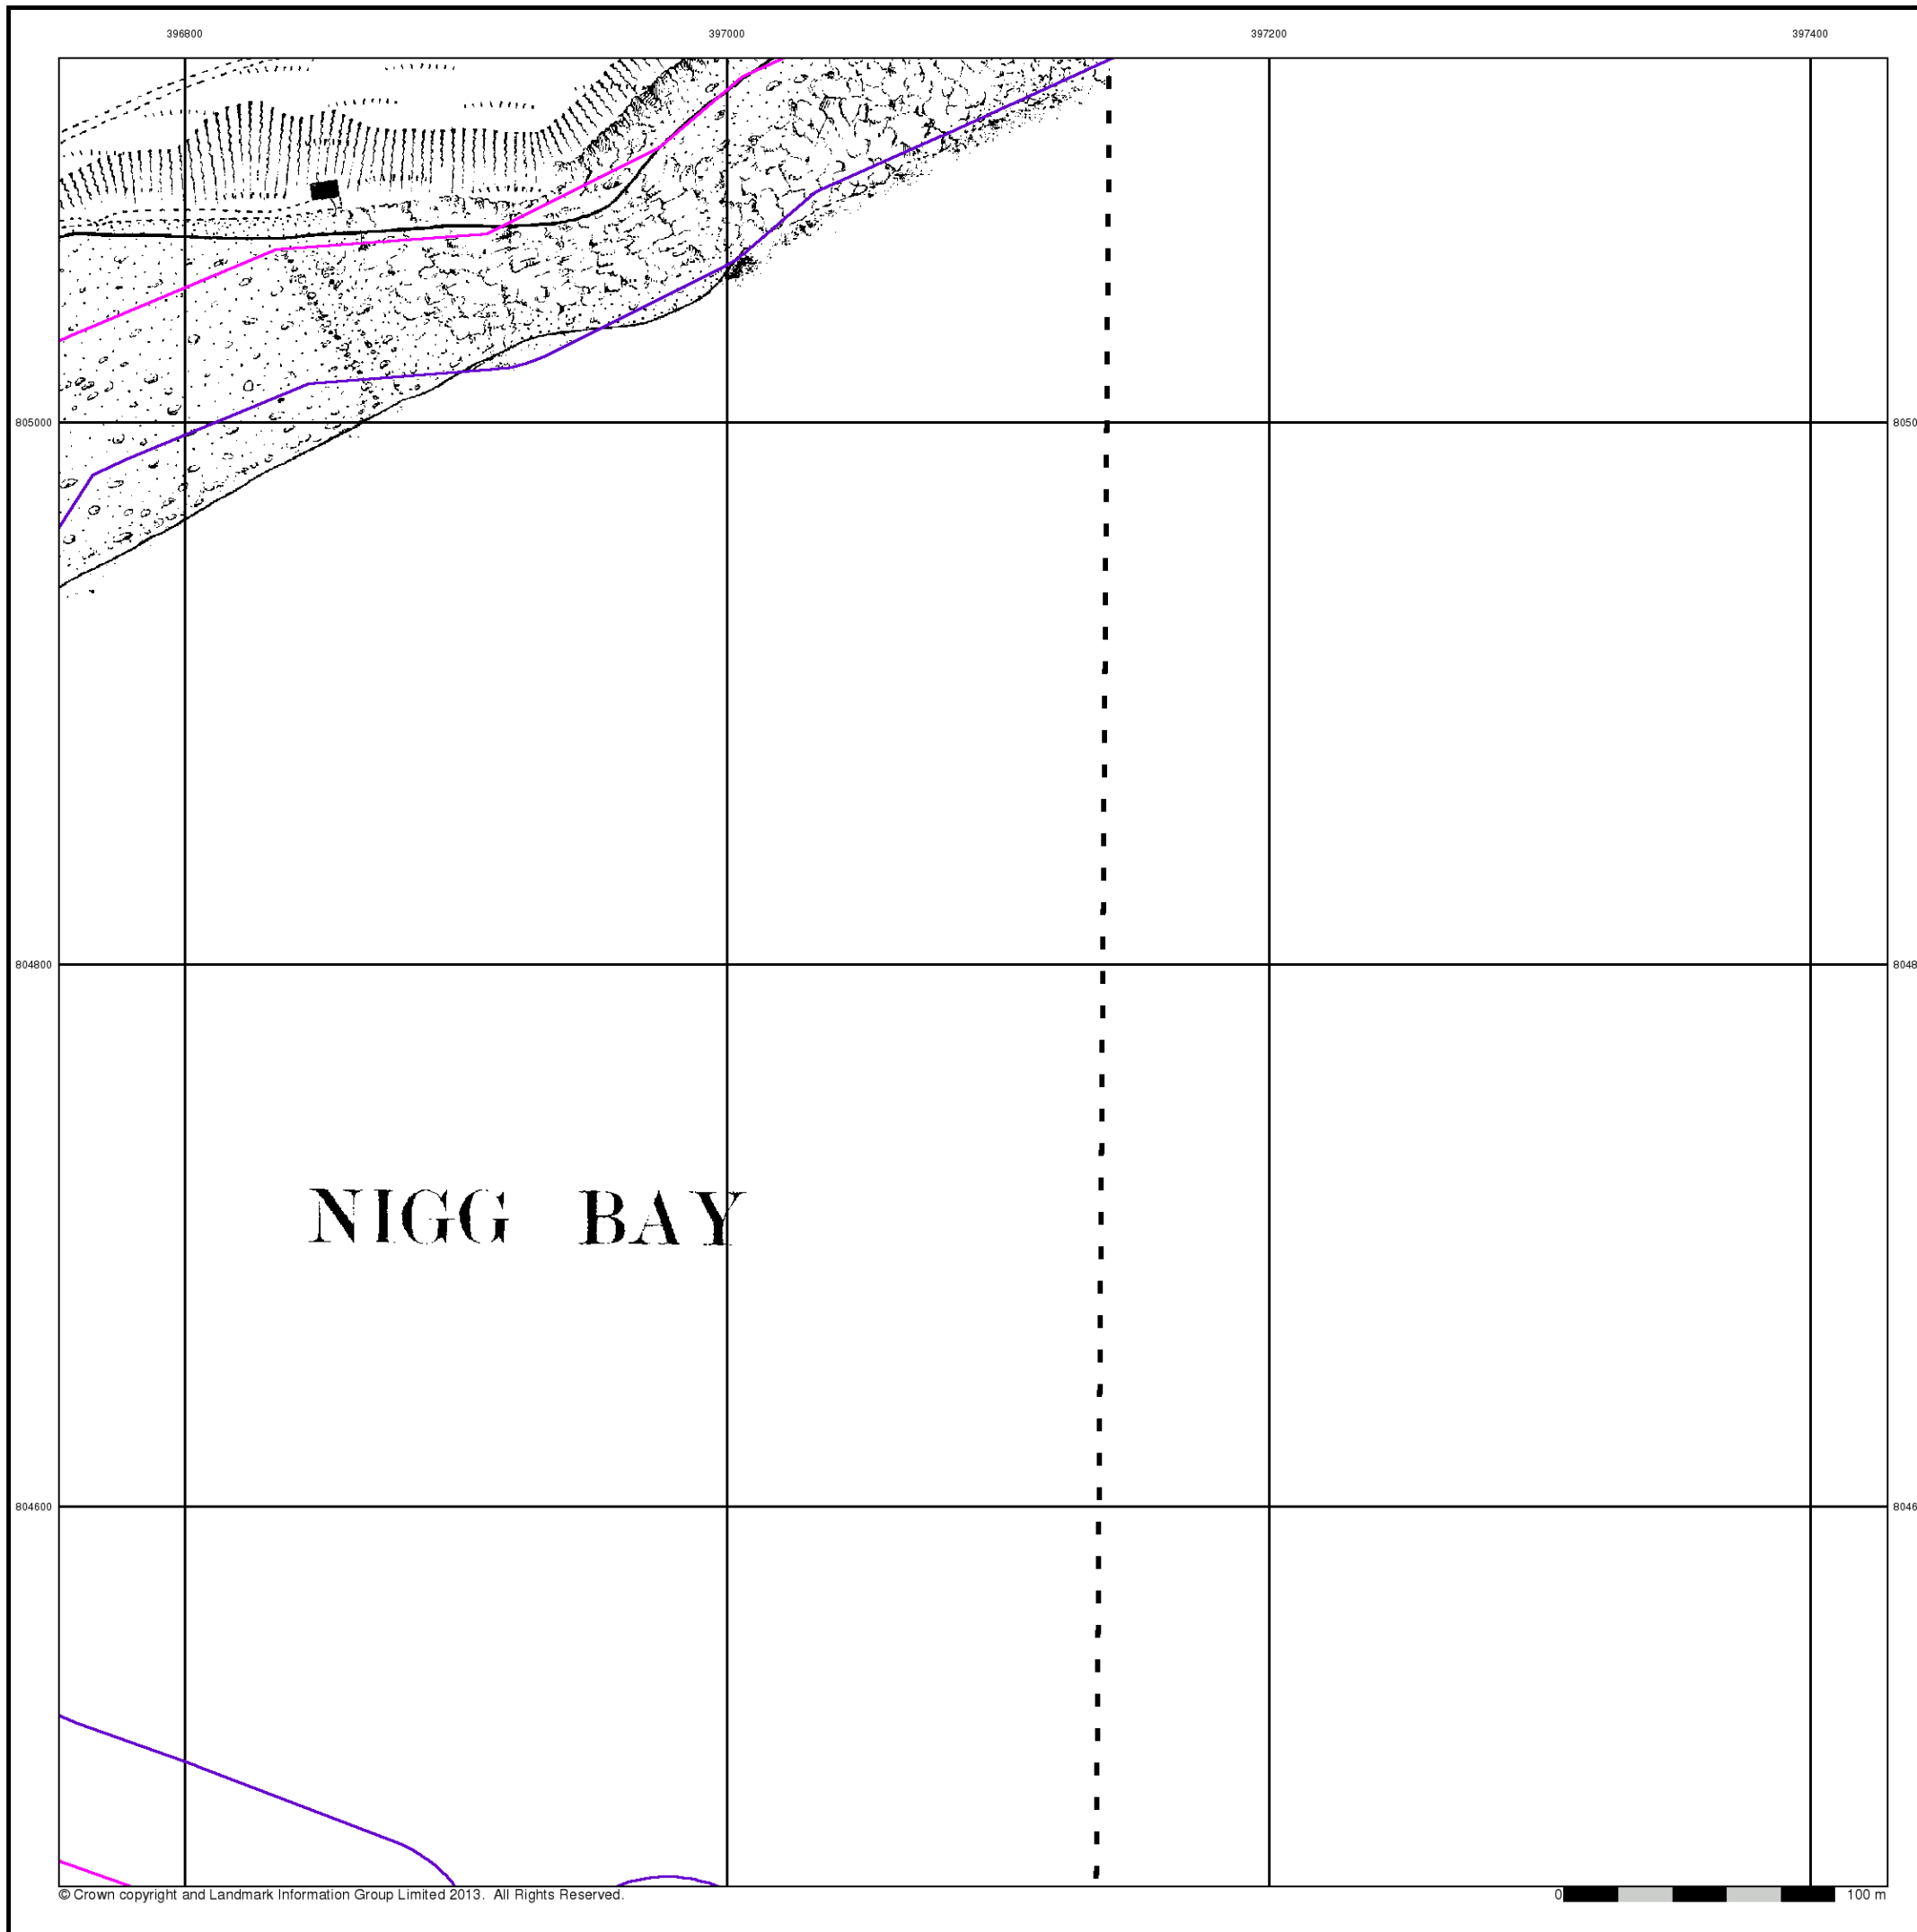 396800 397000 397200 397400
805000 8050
804800 8048
NIGG BAY
804600 8046
© Crown copyright and Landmark Information Group Limited 2013. All Rights Reserved. 0 100 m